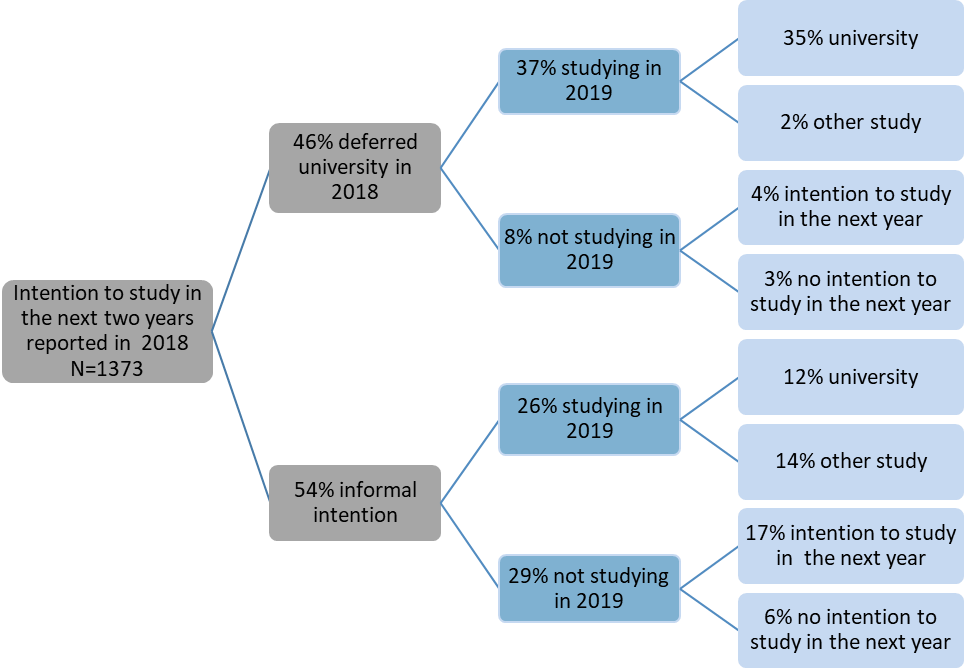 Intention to study in
the next two years
reported in 2018
N=1373
46% deferred
university in
2018
54% informal
intention
37% studying in
2019
8% not studying in
2019
26% studying in
2019
29% not studying
in 2019
35% university
2% other study
4% intention to study
in the next year
3% no intention to
study in the next year
12% university
14% other study
17% intention to study
in the next year
6% no intention to
study in the next year